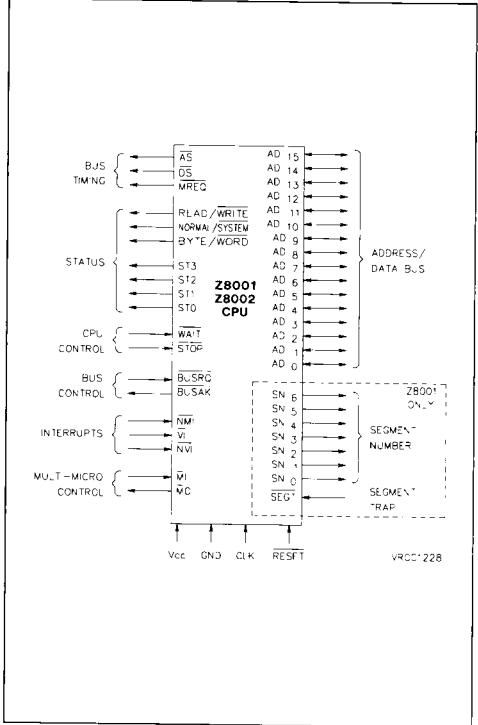 BUS
TIMING
AS
DS
MREQ
STATUS
READ/WRITE
NORMAL/SYSTEM
BYTE/WORD
ST3
ST2
ST1
ST0
CPU
CONTROL
WAIT
STOP
BUS
CONTROL
BUSRQ
BUSAK
INTERRUPTS
NMI
VI
NVI
MULT-MICRO
CONTROL
MI
MO
Z8001
Z8002
CPU
AD 15
AD 14
AD 13
AD 12
AD 11
AD 10
AD 9
AD 8
AD 7
AD 6
AD 5
AD 4
AD 3
AD 2
AD 1
AD 0
ADDRESS/
DATA BUS
SN 6
SN 5
SN 4
SN 3
SN 2
SN 1
SN 0
SEGT
Z8001
ONLY
SEGMENT
NUMBER
SEGMENT
TRAP
Vcc GND CLK RESET
VRCC1228